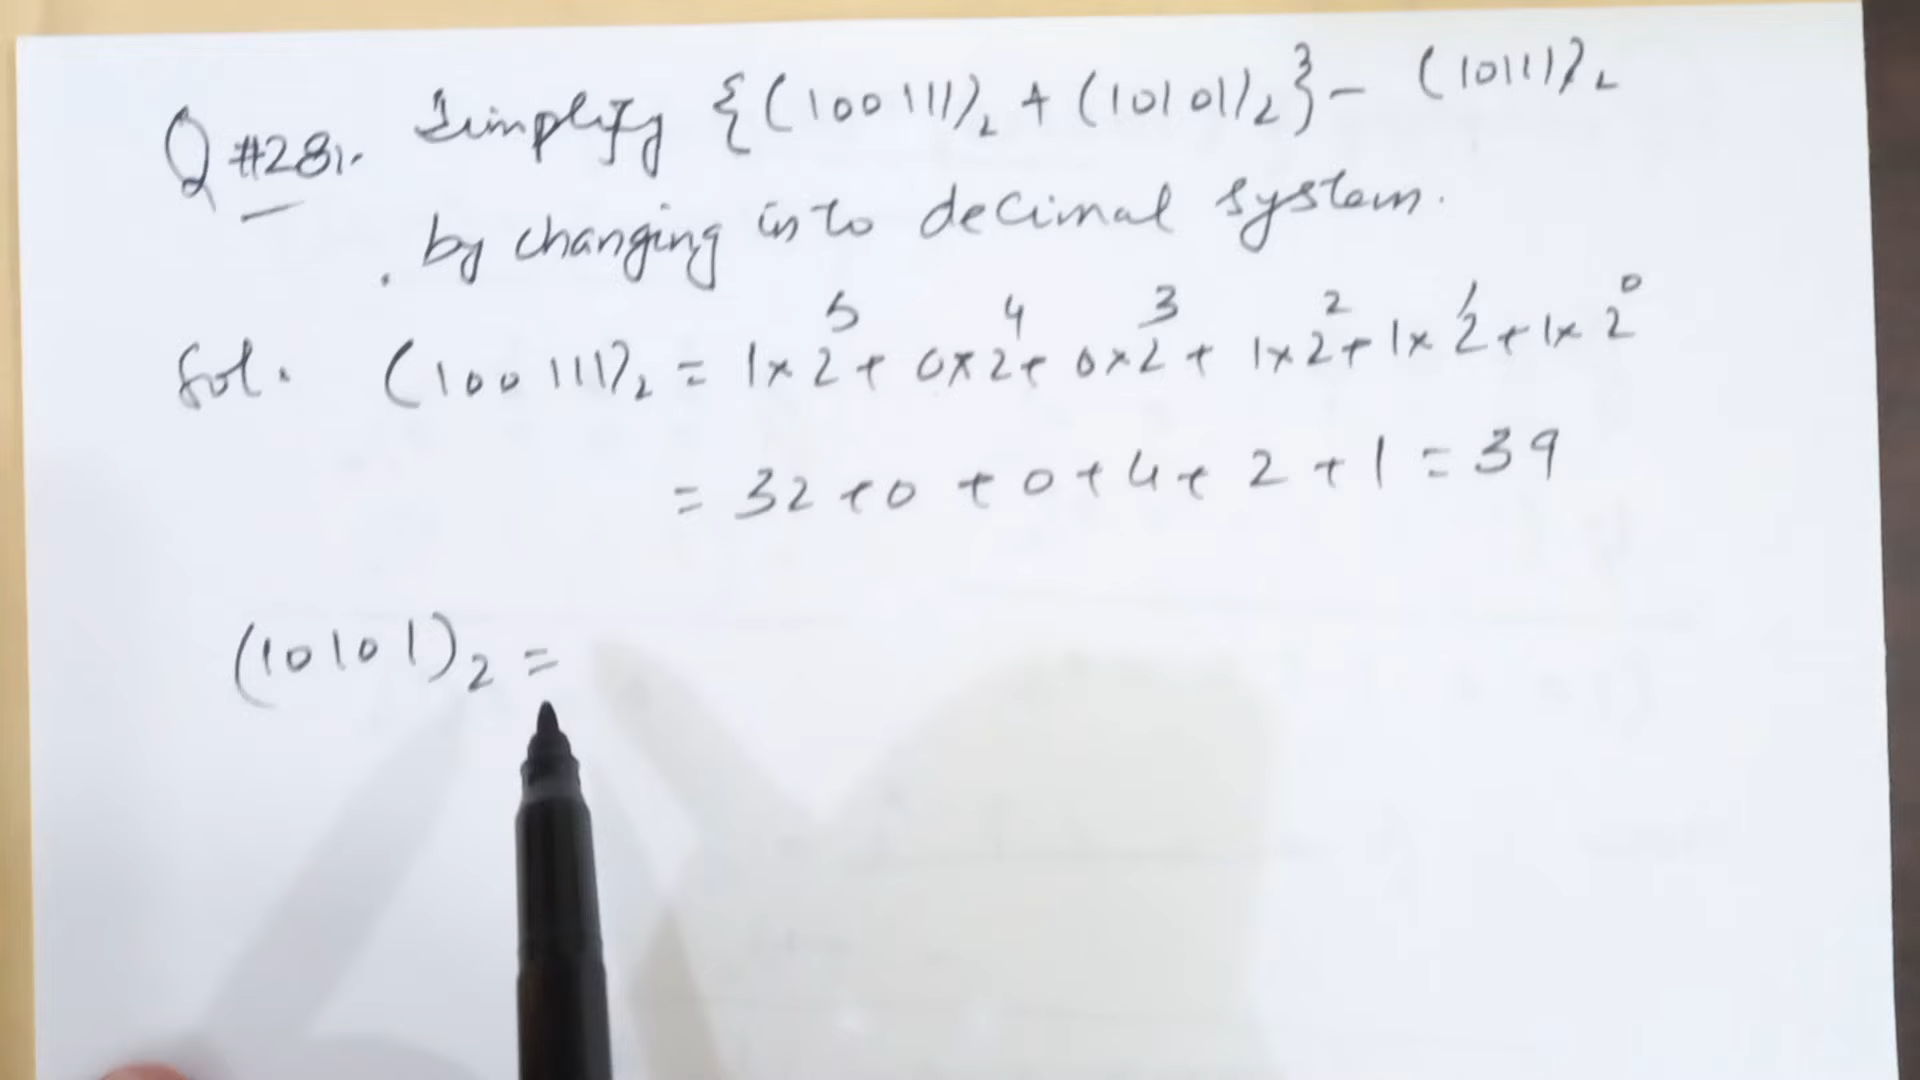 Q#28:. Simplify {(100111)₂ + (10101)₂} - (10111)₂
by changing into decimal system.
Sol. (100111)₂ = 1×2⁵ + 0×2⁴ + 0×2³ + 1×2² + 1×2¹ + 1×2⁰
= 32 + 0 + 0 + 4 + 2 + 1 = 39
(10101)₂ =